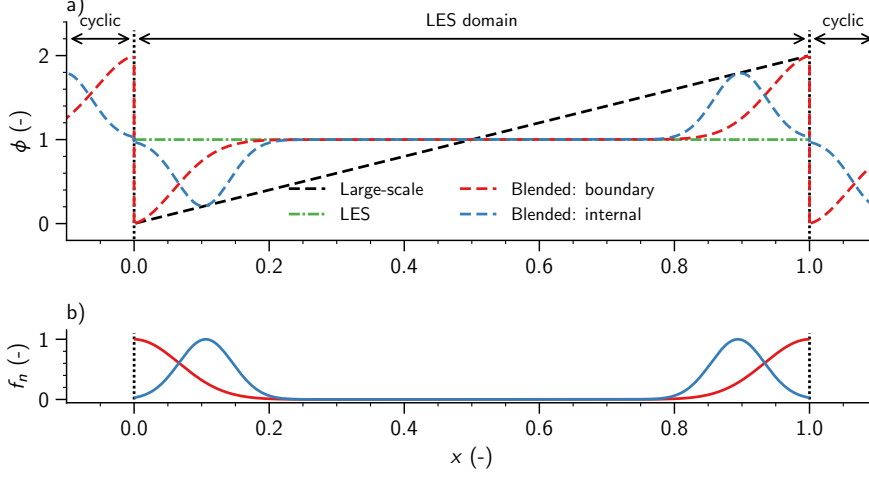 a)
cyclic
LES domain
cyclic
2
1
0
ϕ (-)
Large-scale
LES
Blended: boundary
Blended: internal
0.0
0.2
0.4
0.6
0.8
1.0
b)
1
0
fₙ (-)
0.0
0.2
0.4
0.6
0.8
1.0
x (-)